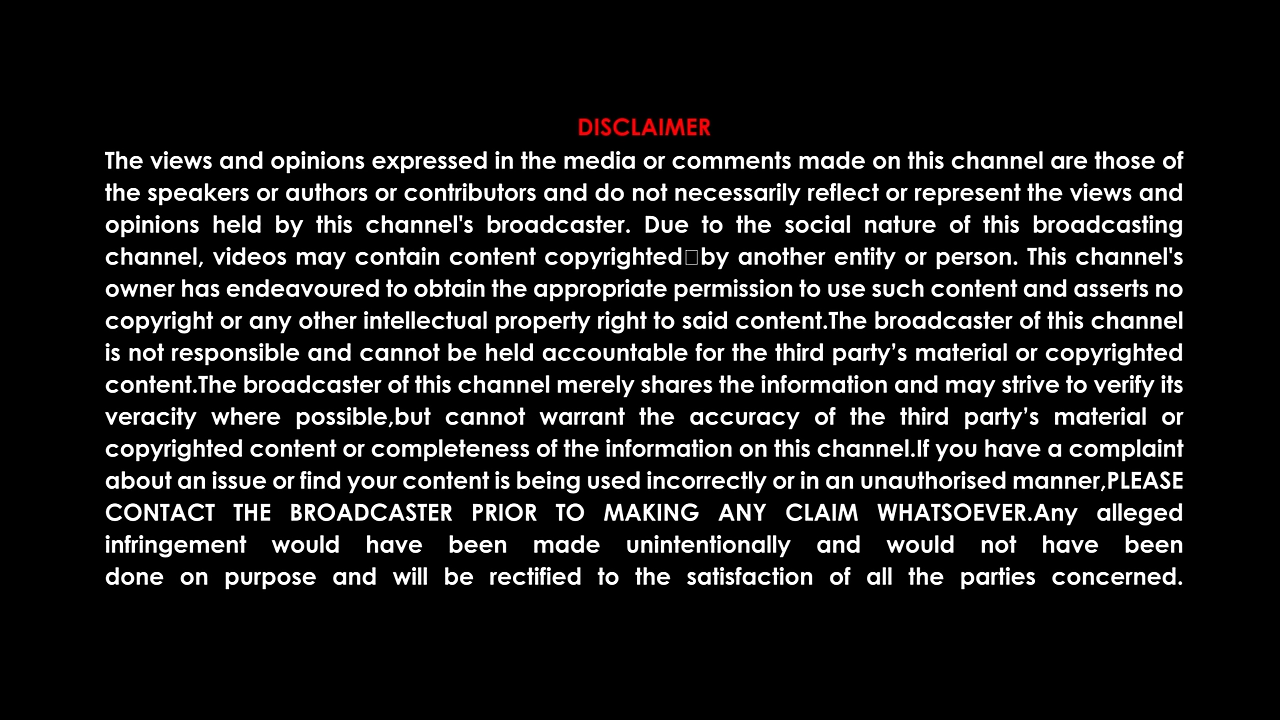 DISCLAIMER
The views and opinions expressed in the media or comments made on this channel are those of
the speakers or authors or contributors and do not necessarily reflect or represent the views and
opinions held by this channel's broadcaster. Due to the social nature of this broadcasting
channel, videos may contain content copyrighted□by another entity or person. This channel's
owner has endeavoured to obtain the appropriate permission to use such content and asserts no
copyright or any other intellectual property right to said content.The broadcaster of this channel
is not responsible and cannot be held accountable for the third party’s material or copyrighted
content.The broadcaster of this channel merely shares the information and may strive to verify its
veracity where possible,but cannot warrant the accuracy of the third party’s material or
copyrighted content or completeness of the information on this channel.If you have a complaint
about an issue or find your content is being used incorrectly or in an unauthorised manner,PLEASE
CONTACT THE BROADCASTER PRIOR TO MAKING ANY CLAIM WHATSOEVER.Any alleged
infringement would have been made unintentionally and would not have been
done on purpose and will be rectified to the satisfaction of all the parties concerned.